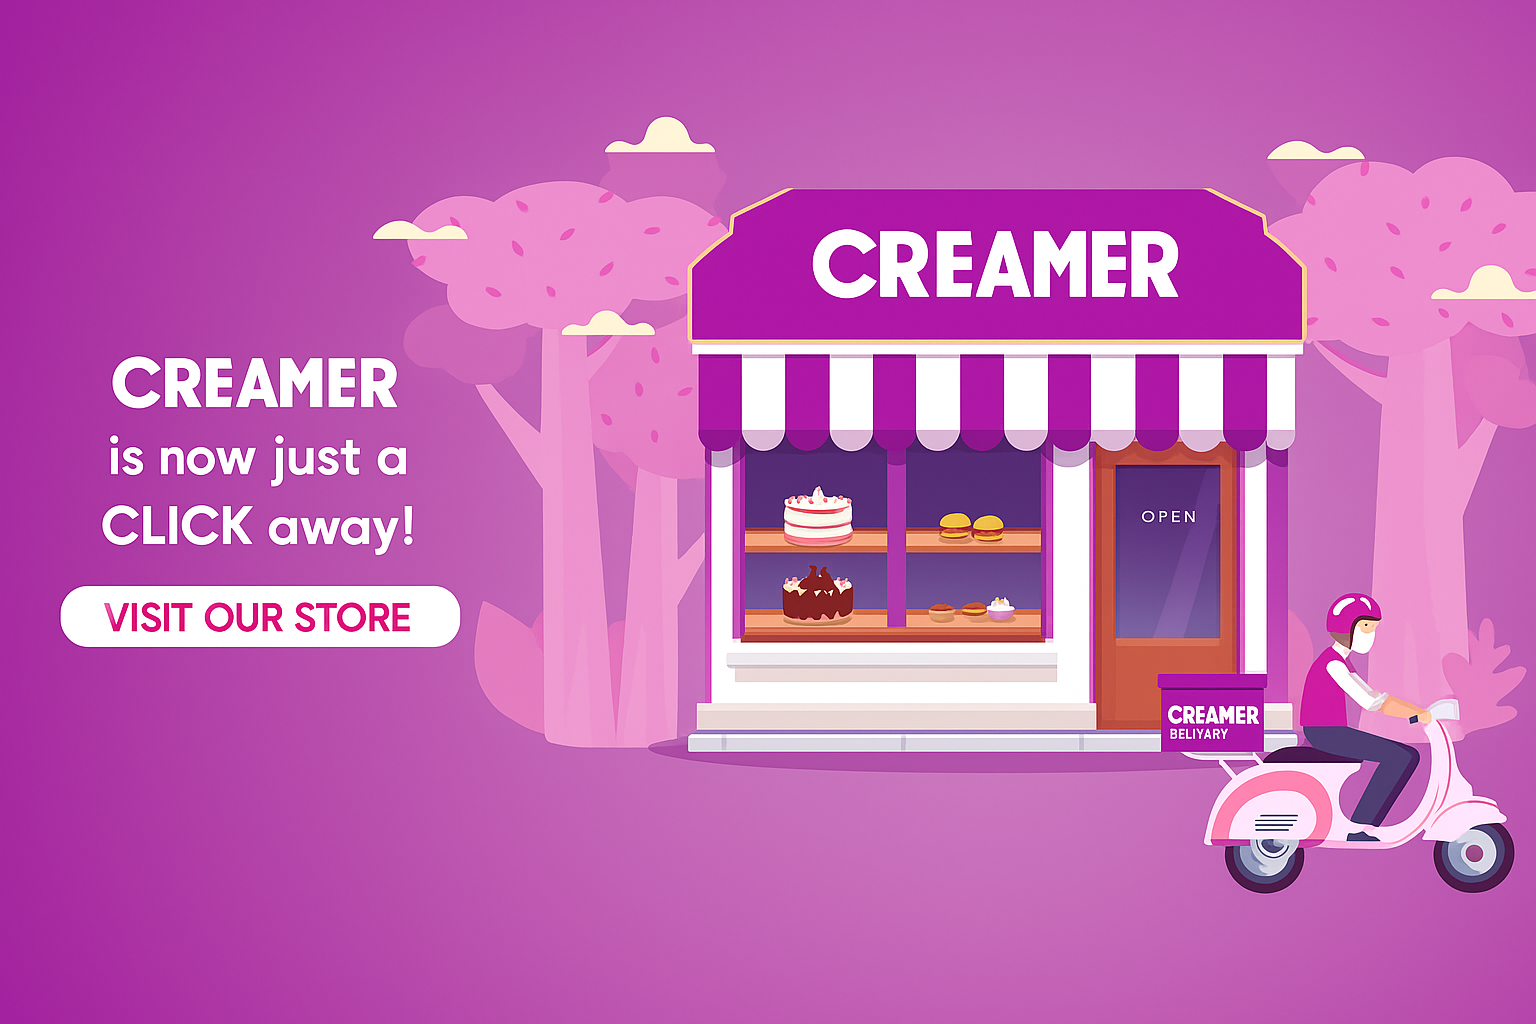 CREAMER
is now just a
CLICK away!
VISIT OUR STORE
CREAMER
OPEN
CREAMER
BELIYARY